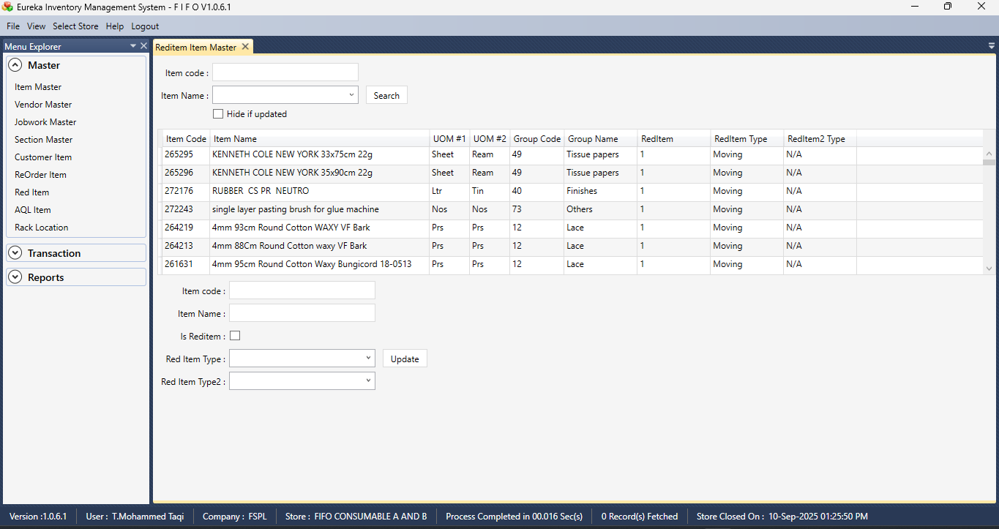 Eureka Inventory Management System - F I F O V1.0.6.1
File View Select Store Help Logout
Menu Explorer
Reditem Item Master
Master
Item Master
Vendor Master
Jobwork Master
Section Master
Customer Item
ReOrder Item
Red Item
AQL Item
Rack Location
Transaction
Reports
Item code :
Item Name :
Search
Hide if updated
Item Code Item Name UOM #1 UOM #2 Group Code Group Name RedItem RedItem Type RedItem2 Type
265295 KENNETH COLE NEW YORK 33x75cm 22g Sheet Ream 49 Tissue papers 1 Moving N/A
265296 KENNETH COLE NEW YORK 35x90cm 22g Sheet Ream 49 Tissue papers 1 Moving N/A
272176 RUBBER CS PR NEUTRO Ltr Tin 40 Finishes 1 Moving N/A
272243 single layer pasting brush for glue machine Nos Nos 73 Others 1 Moving N/A
264219 4mm 93cm Round Cotton WAXY VF Bark Prs Prs 12 Lace 1 Moving N/A
264213 4mm 88Cm Round Cotton waxy VF Bark Prs Prs 12 Lace 1 Moving N/A
261631 4mm 95cm Round Cotton Waxy Bungicord 18-0513 Prs Prs 12 Lace 1 Moving N/A
Item code :
Item Name :
Is Reditem :
Red Item Type :
Update
Red Item Type2 :
Version :1.0.6.1 User : T.Mohammed Taqi Company : FSPL Store : FIFO CONSUMABLE A AND B Process Completed in 00.016 Sec(s) 0 Record(s) Fetched Store Closed On : 10-Sep-2025 01:25:50 PM